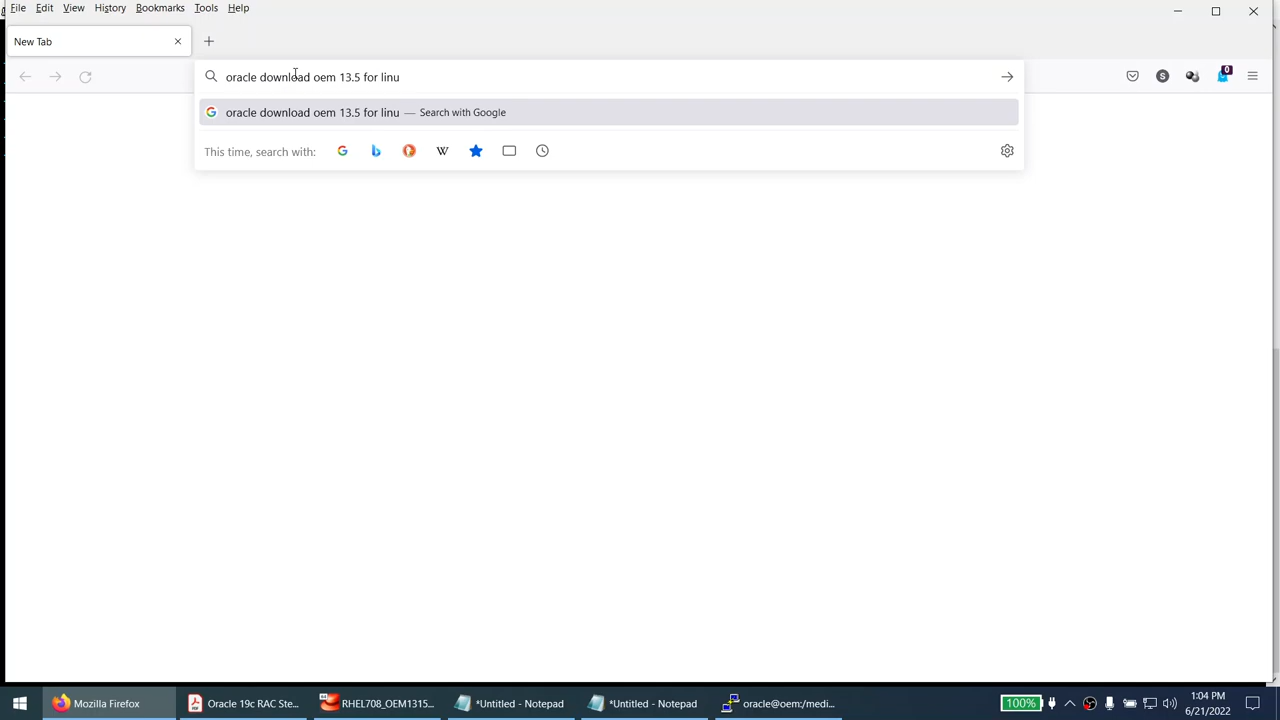 File Edit View History Bookmarks Tools Help
New Tab
oracle download oem 13.5 for linu
0
S
oracle download oem 13.5 for linu — Search with Google
This time, search with:
W
Mozilla Firefox
Oracle 19c RAC Ste...
RHEL708_OEM1315...
*Untitled - Notepad
*Untitled - Notepad
oracle@oem:/medi...
100%
1:04 PM
6/21/2022